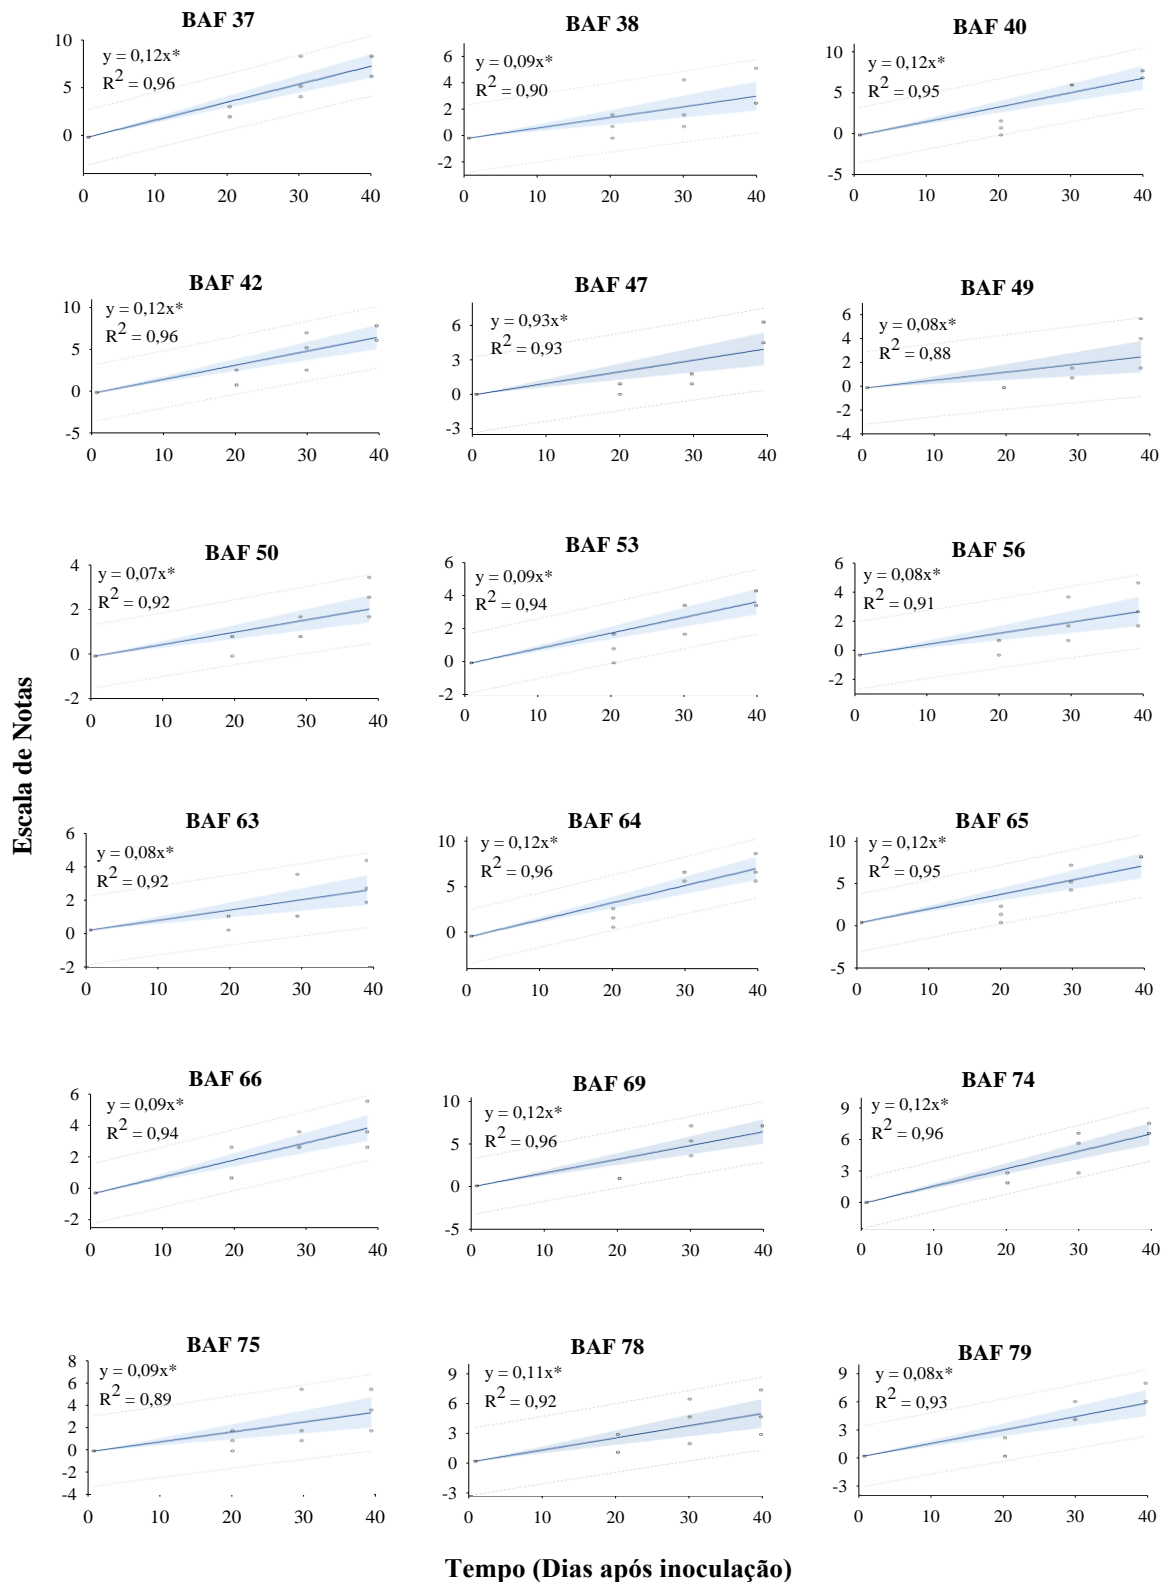 BAF 37
y = 0,12x*
R2 = 0,96
10
5
0
0 10 20 30 40
BAF 38
y = 0,09x*
R2 = 0,90
6
4
2
0
-2
0 10 20 30 40
BAF 40
y = 0,12x*
R2 = 0,95
10
5
0
-5
0 10 20 30 40
BAF 42
y = 0,12x*
R2 = 0,96
10
5
0
-5
0 10 20 30 40
BAF 47
y = 0,93x*
R2 = 0,93
6
3
0
-3
0 10 20 30 40
BAF 49
y = 0,08x*
R2 = 0,88
6
4
2
0
-2
-4
0 10 20 30 40
Escala de Notas
BAF 50
y = 0,07x*
R2 = 0,92
4
2
0
-2
0 10 20 30 40
BAF 53
y = 0,09x*
R2 = 0,94
6
4
2
0
-2
0 10 20 30 40
BAF 56
y = 0,08x*
R2 = 0,91
6
4
2
0
-2
0 10 20 30 40
BAF 63
y = 0,08x*
R2 = 0,92
6
4
2
0
-2
0 10 20 30 40
BAF 64
y = 0,12x*
R2 = 0,96
10
5
0
0 10 20 30 40
BAF 65
y = 0,12x*
R2 = 0,95
10
5
0
-5
0 10 20 30 40
BAF 66
y = 0,09x*
R2 = 0,94
6
4
2
0
-2
0 10 20 30 40
BAF 69
y = 0,12x*
R2 = 0,96
10
5
0
-5
0 10 20 30 40
BAF 74
y = 0,12x*
R2 = 0,96
9
6
3
0
0 10 20 30 40
BAF 75
y = 0,09x*
R2 = 0,89
8
6
4
2
0
-2
-4
0 10 20 30 40
BAF 78
y = 0,11x*
R2 = 0,92
9
6
3
0
-3
0 10 20 30 40
BAF 79
y = 0,08x*
R2 = 0,93
9
6
3
0
-3
0 10 20 30 40
Tempo (Dias após inoculação)